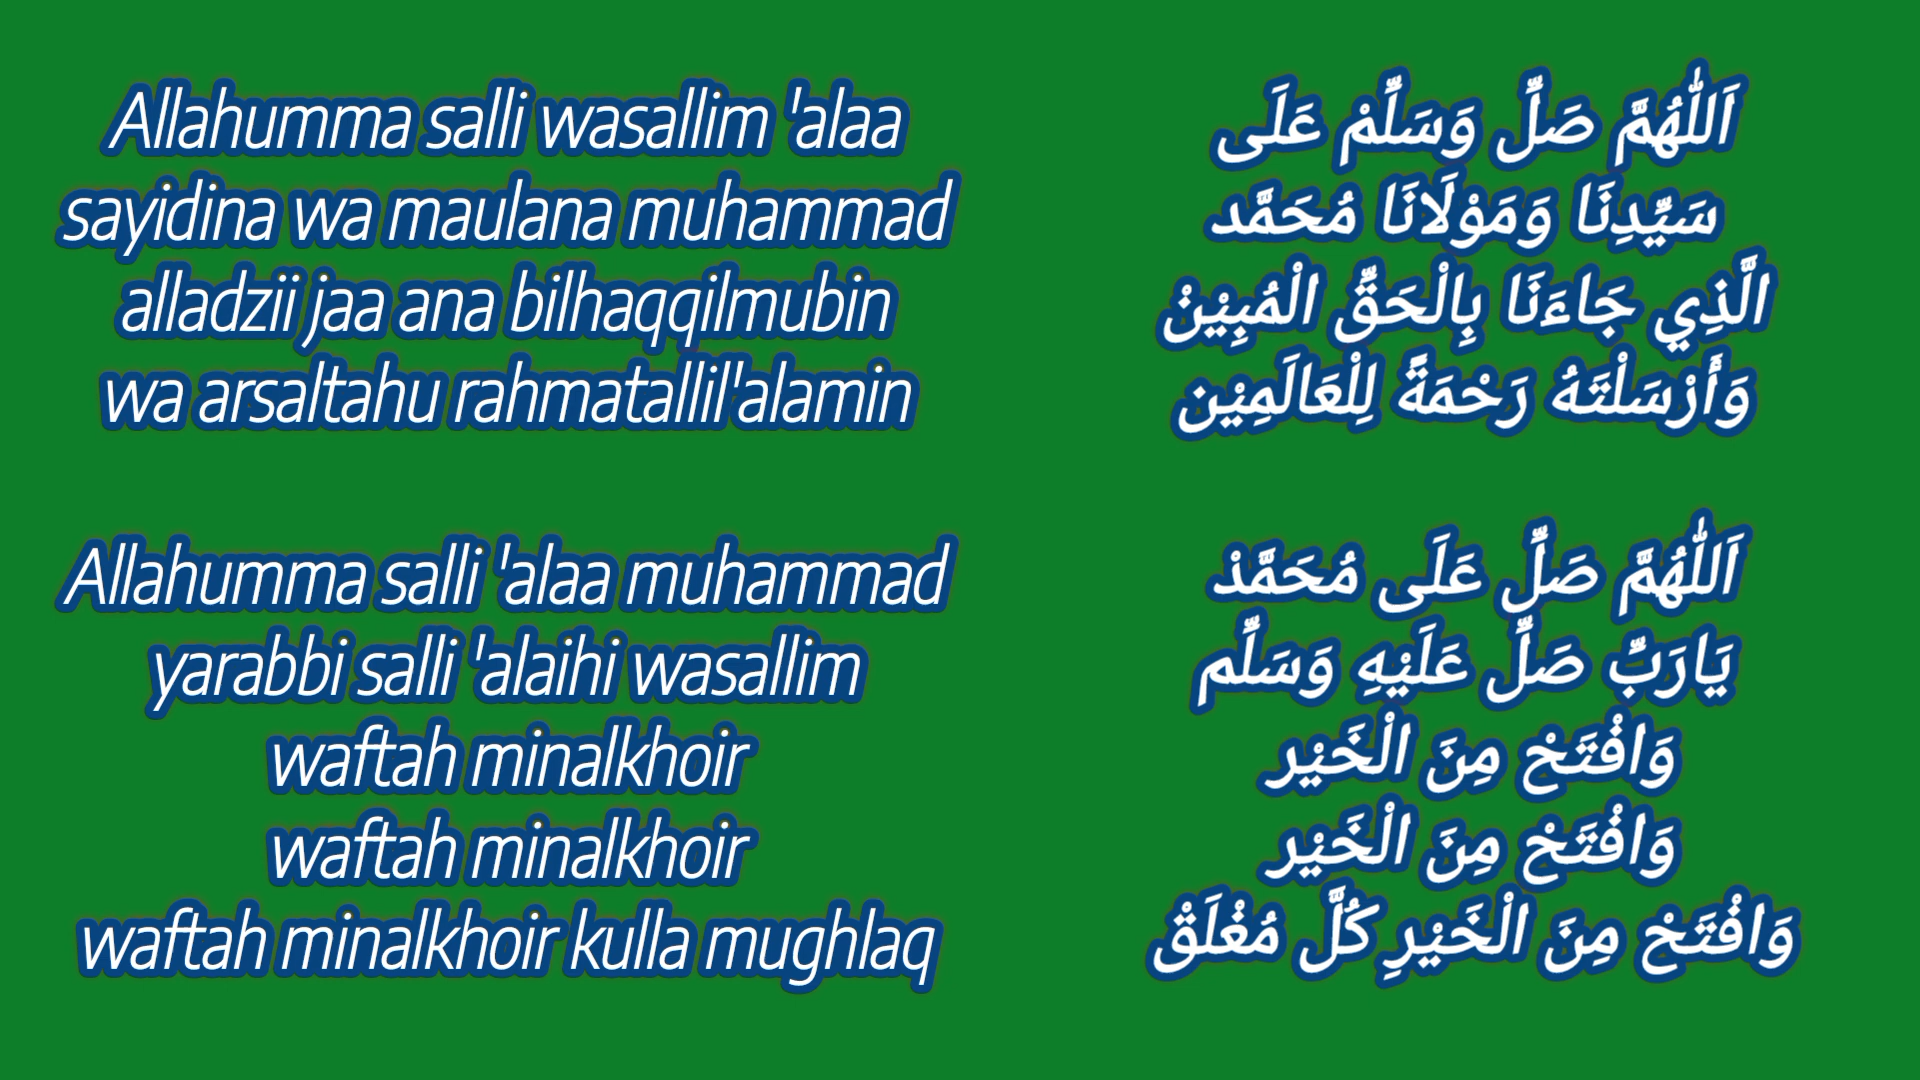 Allahumma salli wasallim 'alaa
sayidina wa maulana muhammad
alladzii jaa ana bilhaqqilmubin
wa arsaltahu rahmatallil'alamin
اَللّٰهُمَّ صَلِّ وَسَلِّمْ عَلَى
سَيِّدِنَا وَمَوْلَانَا مُحَمَّد
الَّذِي جَاءَنَا بِالْحَقِّ الْمُبِيْنْ
وَأَرْسَلْتَهُ رَحْمَةً لِلْعَالَمِيْن
Allahumma salli 'alaa muhammad
yarabbi salli 'alaihi wasallim
waftah minalkhoir
waftah minalkhoir
waftah minalkhoir kulla mughlaq
اَللّٰهُمَّ صَلِّ عَلَى مُحَمَّدْ
يَارَبِّ صَلِّ عَلَيْهِ وَسَلِّم
وَافْتَحْ مِنَ الْخَيْر
وَافْتَحْ مِنَ الْخَيْر
وَافْتَحْ مِنَ الْخَيْرِ كُلَّ مُغْلَقْ